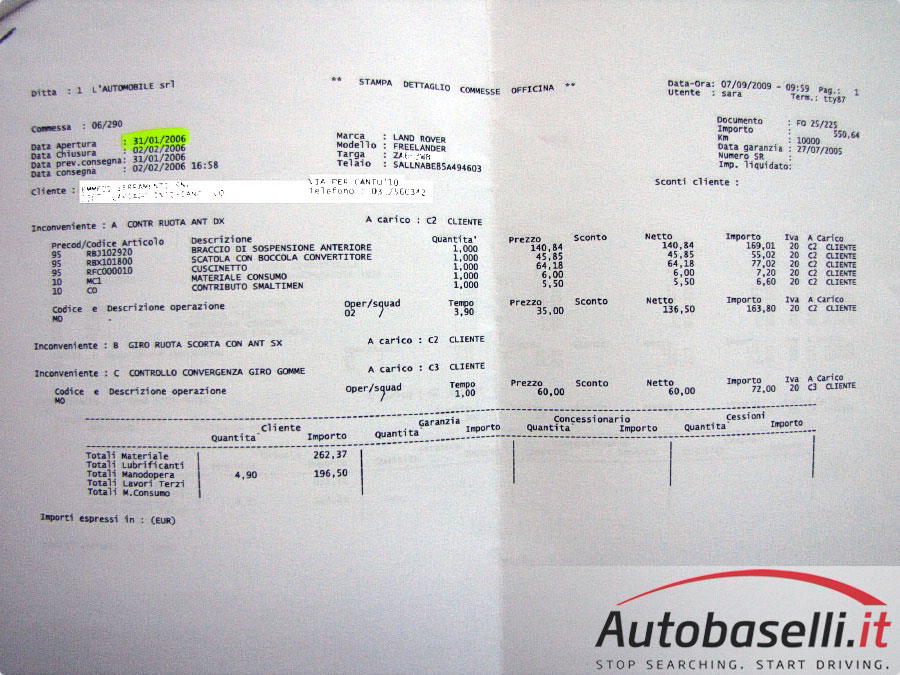 Ditta : 1 L'AUTOMOBILE srl ** STAMPA DETTAGLIO COMMESSE OFFICINA ** Data-Ora: 07/09/2009 - 09:59 Pag.: 1
Utente : sara Term.: tty87
Commessa : 06/290 Documento : FO 25/225
Data Apertura : 31/01/2006 Marca : LAND ROVER Importo : 550,64
Data Chiusura : 02/02/2006 Modello : FREELANDER Km : 10000
Data prev.consegna: 31/01/2006 Targa : Data garanzia : 27/07/2005
Data consegna : 02/02/2006 16:58 Telaio : SALLNABE85A494603 Numero SR :
Imp. liquidato:
Cliente : VIA PER CANTU'10 Sconti cliente :
Telefono :
Inconveniente : A CONTR RUOTA ANT DX A carico : C2 CLIENTE
Precod/Codice Articolo Descrizione Quantita' Prezzo Sconto Netto Importo Iva A Carico
95 RBJ102920 BRACCIO DI SOSPENSIONE ANTERIORE 1,000 140,84 140,84 169,01 20 C2 CLIENTE
95 RBX101800 SCATOLA CON BOCCOLA CONVERTITORE 1,000 45,85 45,85 55,02 20 C2 CLIENTE
95 RFC000010 CUSCINETTO 1,000 64,18 64,18 77,02 20 C2 CLIENTE
10 MC1 MATERIALE CONSUMO 1,000 6,00 6,00 7,20 20 C2 CLIENTE
10 CO CONTRIBUTO SMALTIMEN 1,000 5,50 5,50 6,60 20 C2 CLIENTE
Codice e Descrizione operazione Oper/squad Tempo Prezzo Sconto Netto Importo Iva A Carico
MO . 02 / 3,90 35,00 136,50 163,80 20 C2 CLIENTE
Inconveniente : B GIRO RUOTA SCORTA CON ANT SX A carico : C2 CLIENTE
Inconveniente : C CONTROLLO CONVERGENZA GIRO GOMME A carico : C3 CLIENTE
Codice e Descrizione operazione Oper/squad Tempo Prezzo Sconto Netto Importo Iva A Carico
MO / 1,00 60,00 60,00 72,00 20 C3 CLIENTE
Cliente Garanzia Concessionario Cessioni
Quantita' Importo Quantita' Importo Quantita' Importo Quantita' Importo
Totali Materiale 262,37
Totali Lubrificanti
Totali Manodopera 4,90 196,50
Totali Lavori Terzi
Totali M.Consumo
Importi espressi in : (EUR)
Autobaselli.it
STOP SEARCHING. START DRIVING.